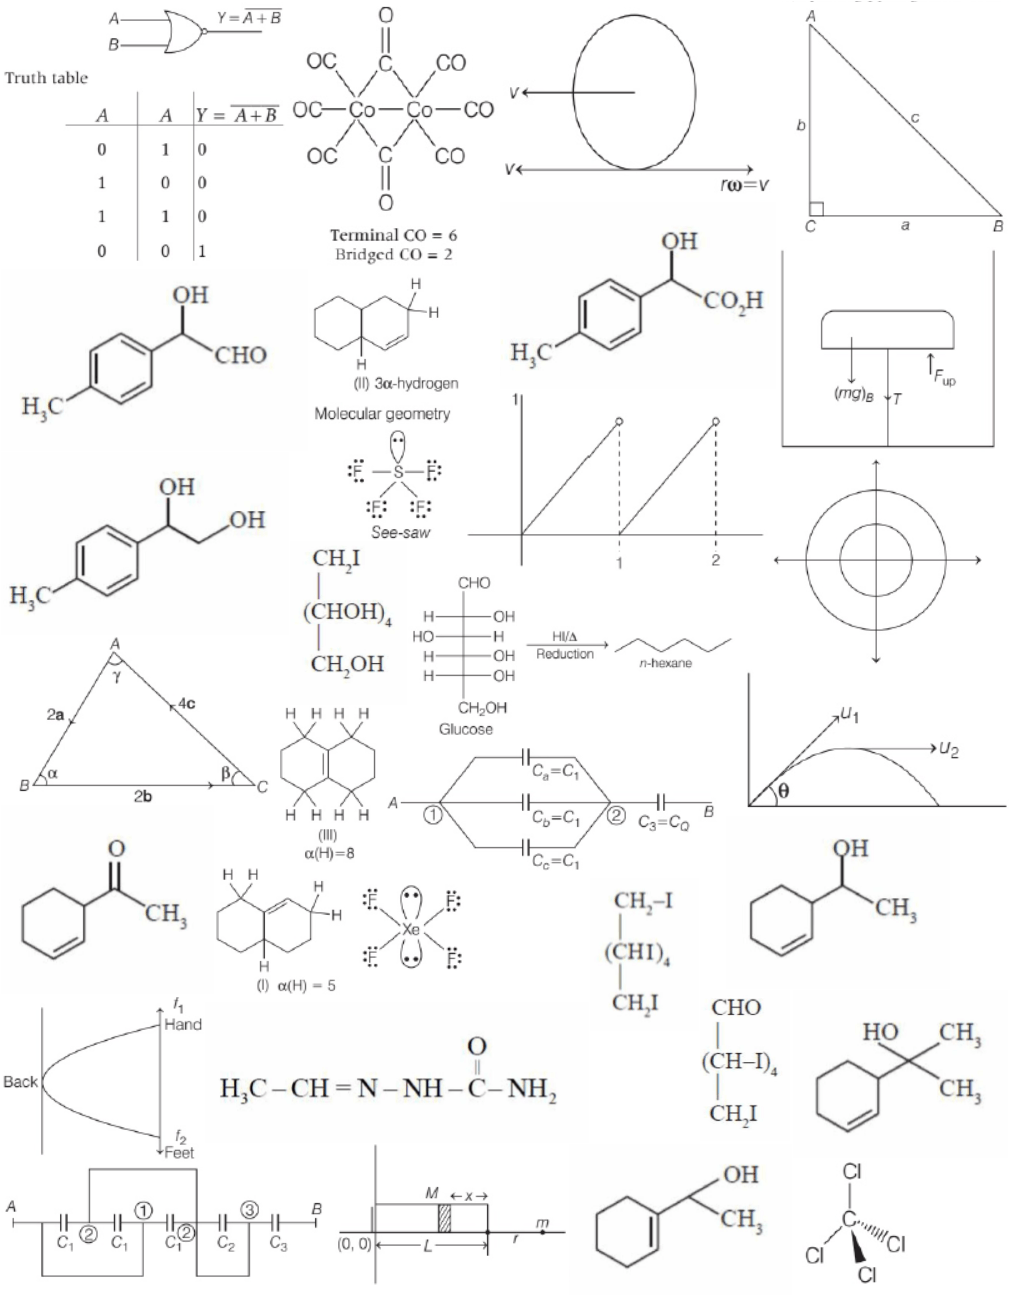 A
B
Y = A+B
Truth table
A A Y = A+B
0 1 0
1 0 0
1 1 0
0 0 1
O
OC C CO
OC Co Co CO
OC C CO
O
Terminal CO = 6
Bridged CO = 2
v
v
rω=v
A
b c
C a B
OH
CHO
H₃C
H
H
H
(II) 3α-hydrogen
OH
CO₂H
H₃C
(mg)B T Fup
Molecular geometry
F S F
F F
See-saw
1
1 2
OH
OH
H₃C
CH₂I
(CHOH)₄
CH₂OH
CHO
H OH
HO H
H OH
H OH
CH₂OH
Glucose
HI/Δ
Reduction
n-hexane
A
γ
2a 4c
B α β C
2b
H H H H
H H H H
(III)
α(H)=8
Ca=C₁
A ① Cb=C₁ ② C₃=CQ B
Cc=C₁
u₁
u₂
θ
O
CH₃
H H
H
H
H
(I) α(H) = 5
F F
Xe
F F
CH₂–I
(CHI)₄
CH₂I
OH
CH₃
f₁
Hand
Back
f₂
Feet
O
H₃C – CH = N – NH – C – NH₂
CHO
(CH–I)₄
CH₂I
HO CH₃
CH₃
A ① ③ B
C₁ ② C₁ C₁ ② C₂ C₃
M x
m
(0, 0) L r
OH
CH₃
Cl
C
Cl Cl
Cl